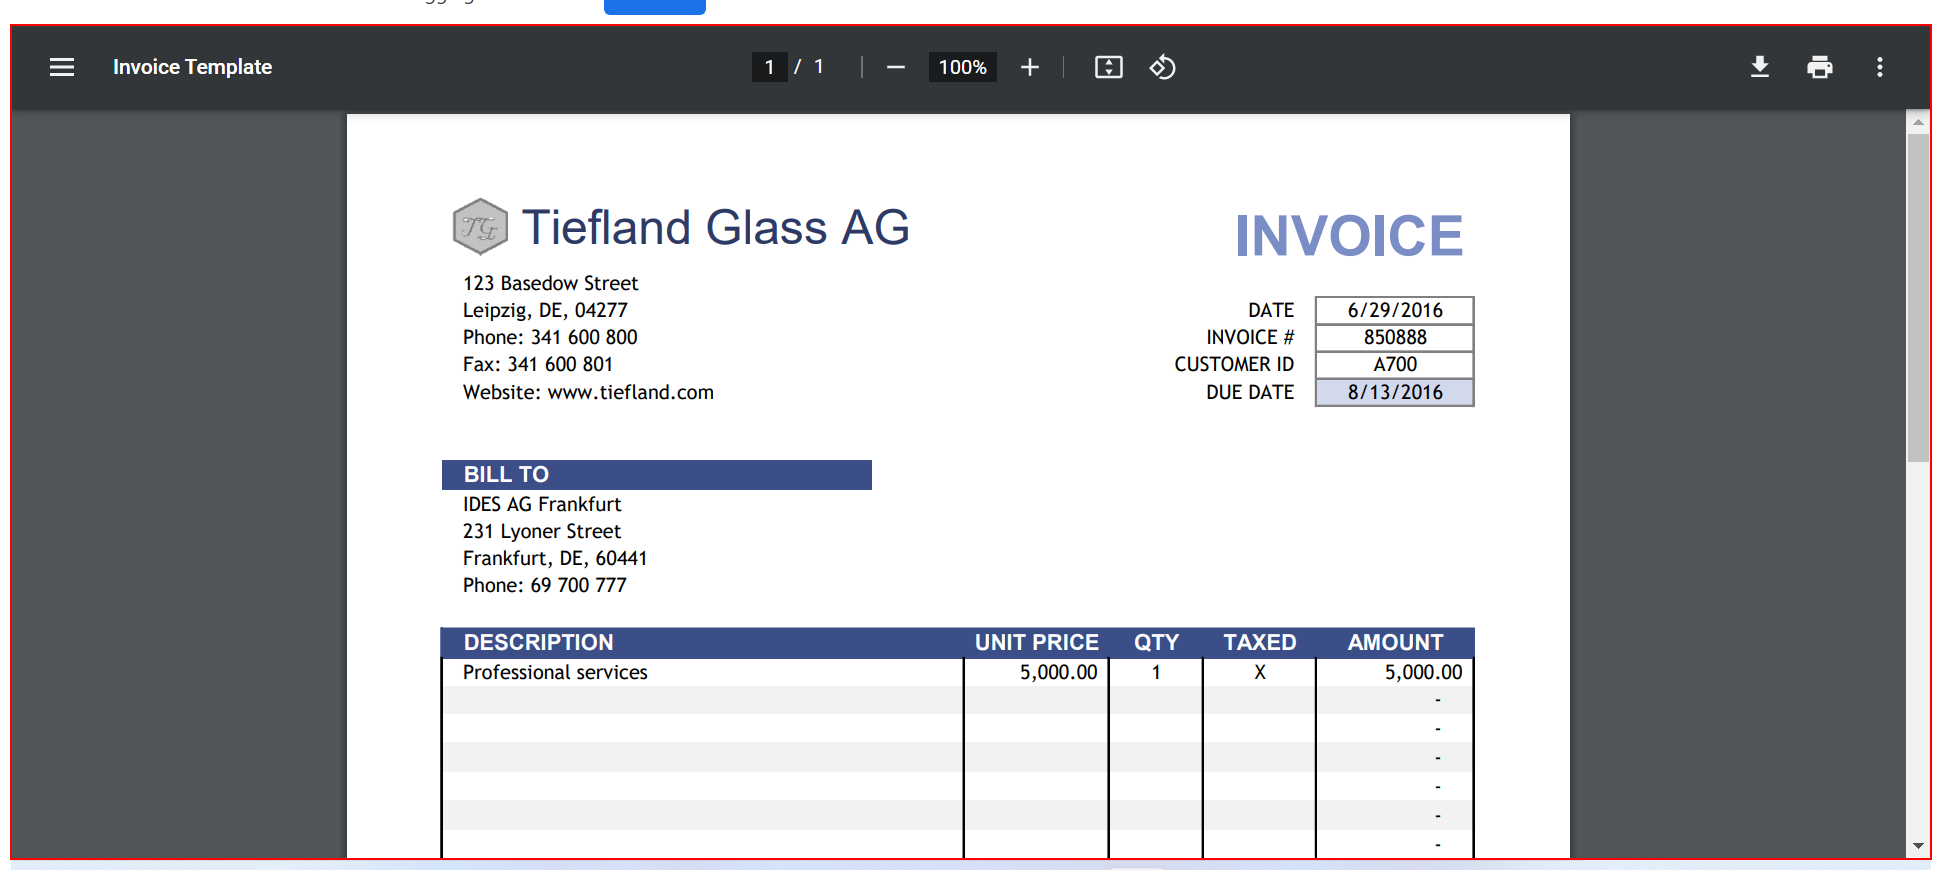 Invoice Template
1 / 1
100%
TG Tiefland Glass AG
INVOICE
123 Basedow Street
Leipzig, DE, 04277
Phone: 341 600 800
Fax: 341 600 801
Website: www.tiefland.com
DATE 6/29/2016
INVOICE # 850888
CUSTOMER ID A700
DUE DATE 8/13/2016
BILL TO
IDES AG Frankfurt
231 Lyoner Street
Frankfurt, DE, 60441
Phone: 69 700 777
DESCRIPTION UNIT PRICE QTY TAXED AMOUNT
Professional services 5,000.00 1 X 5,000.00
-
-
-
-
-
-